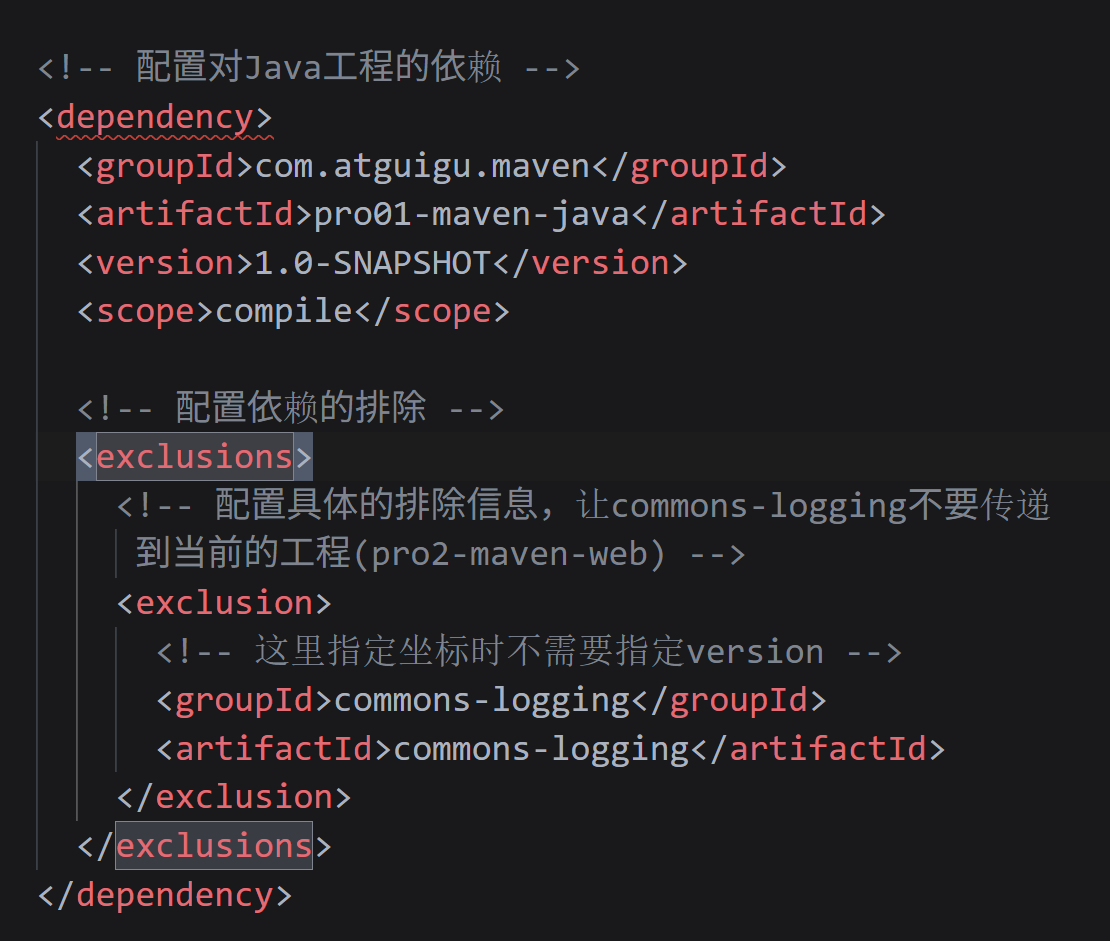 <!-- 配置对Java工程的依赖 -->
<dependency>
<groupId>com.atguigu.maven</groupId>
<artifactId>pro01-maven-java</artifactId>
<version>1.0-SNAPSHOT</version>
<scope>compile</scope>
<!-- 配置依赖的排除 -->
<exclusions>
<!-- 配置具体的排除信息，让commons-logging不要传递
到当前的工程(pro2-maven-web) -->
<exclusion>
<!-- 这里指定坐标时不需要指定version -->
<groupId>commons-logging</groupId>
<artifactId>commons-logging</artifactId>
</exclusion>
</exclusions>
</dependency>